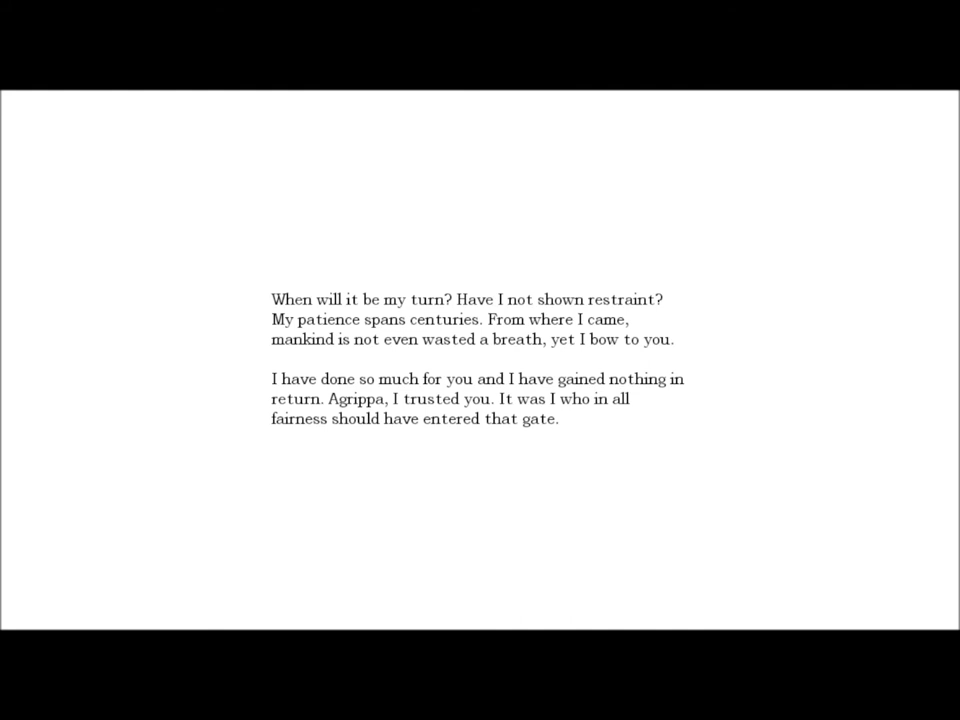 When will it be my turn? Have I not shown restraint?
My patience spans centuries. From where I came,
mankind is not even wasted a breath, yet I bow to you.
I have done so much for you and I have gained nothing in
return. Agrippa, I trusted you. It was I who in all
fairness should have entered that gate.